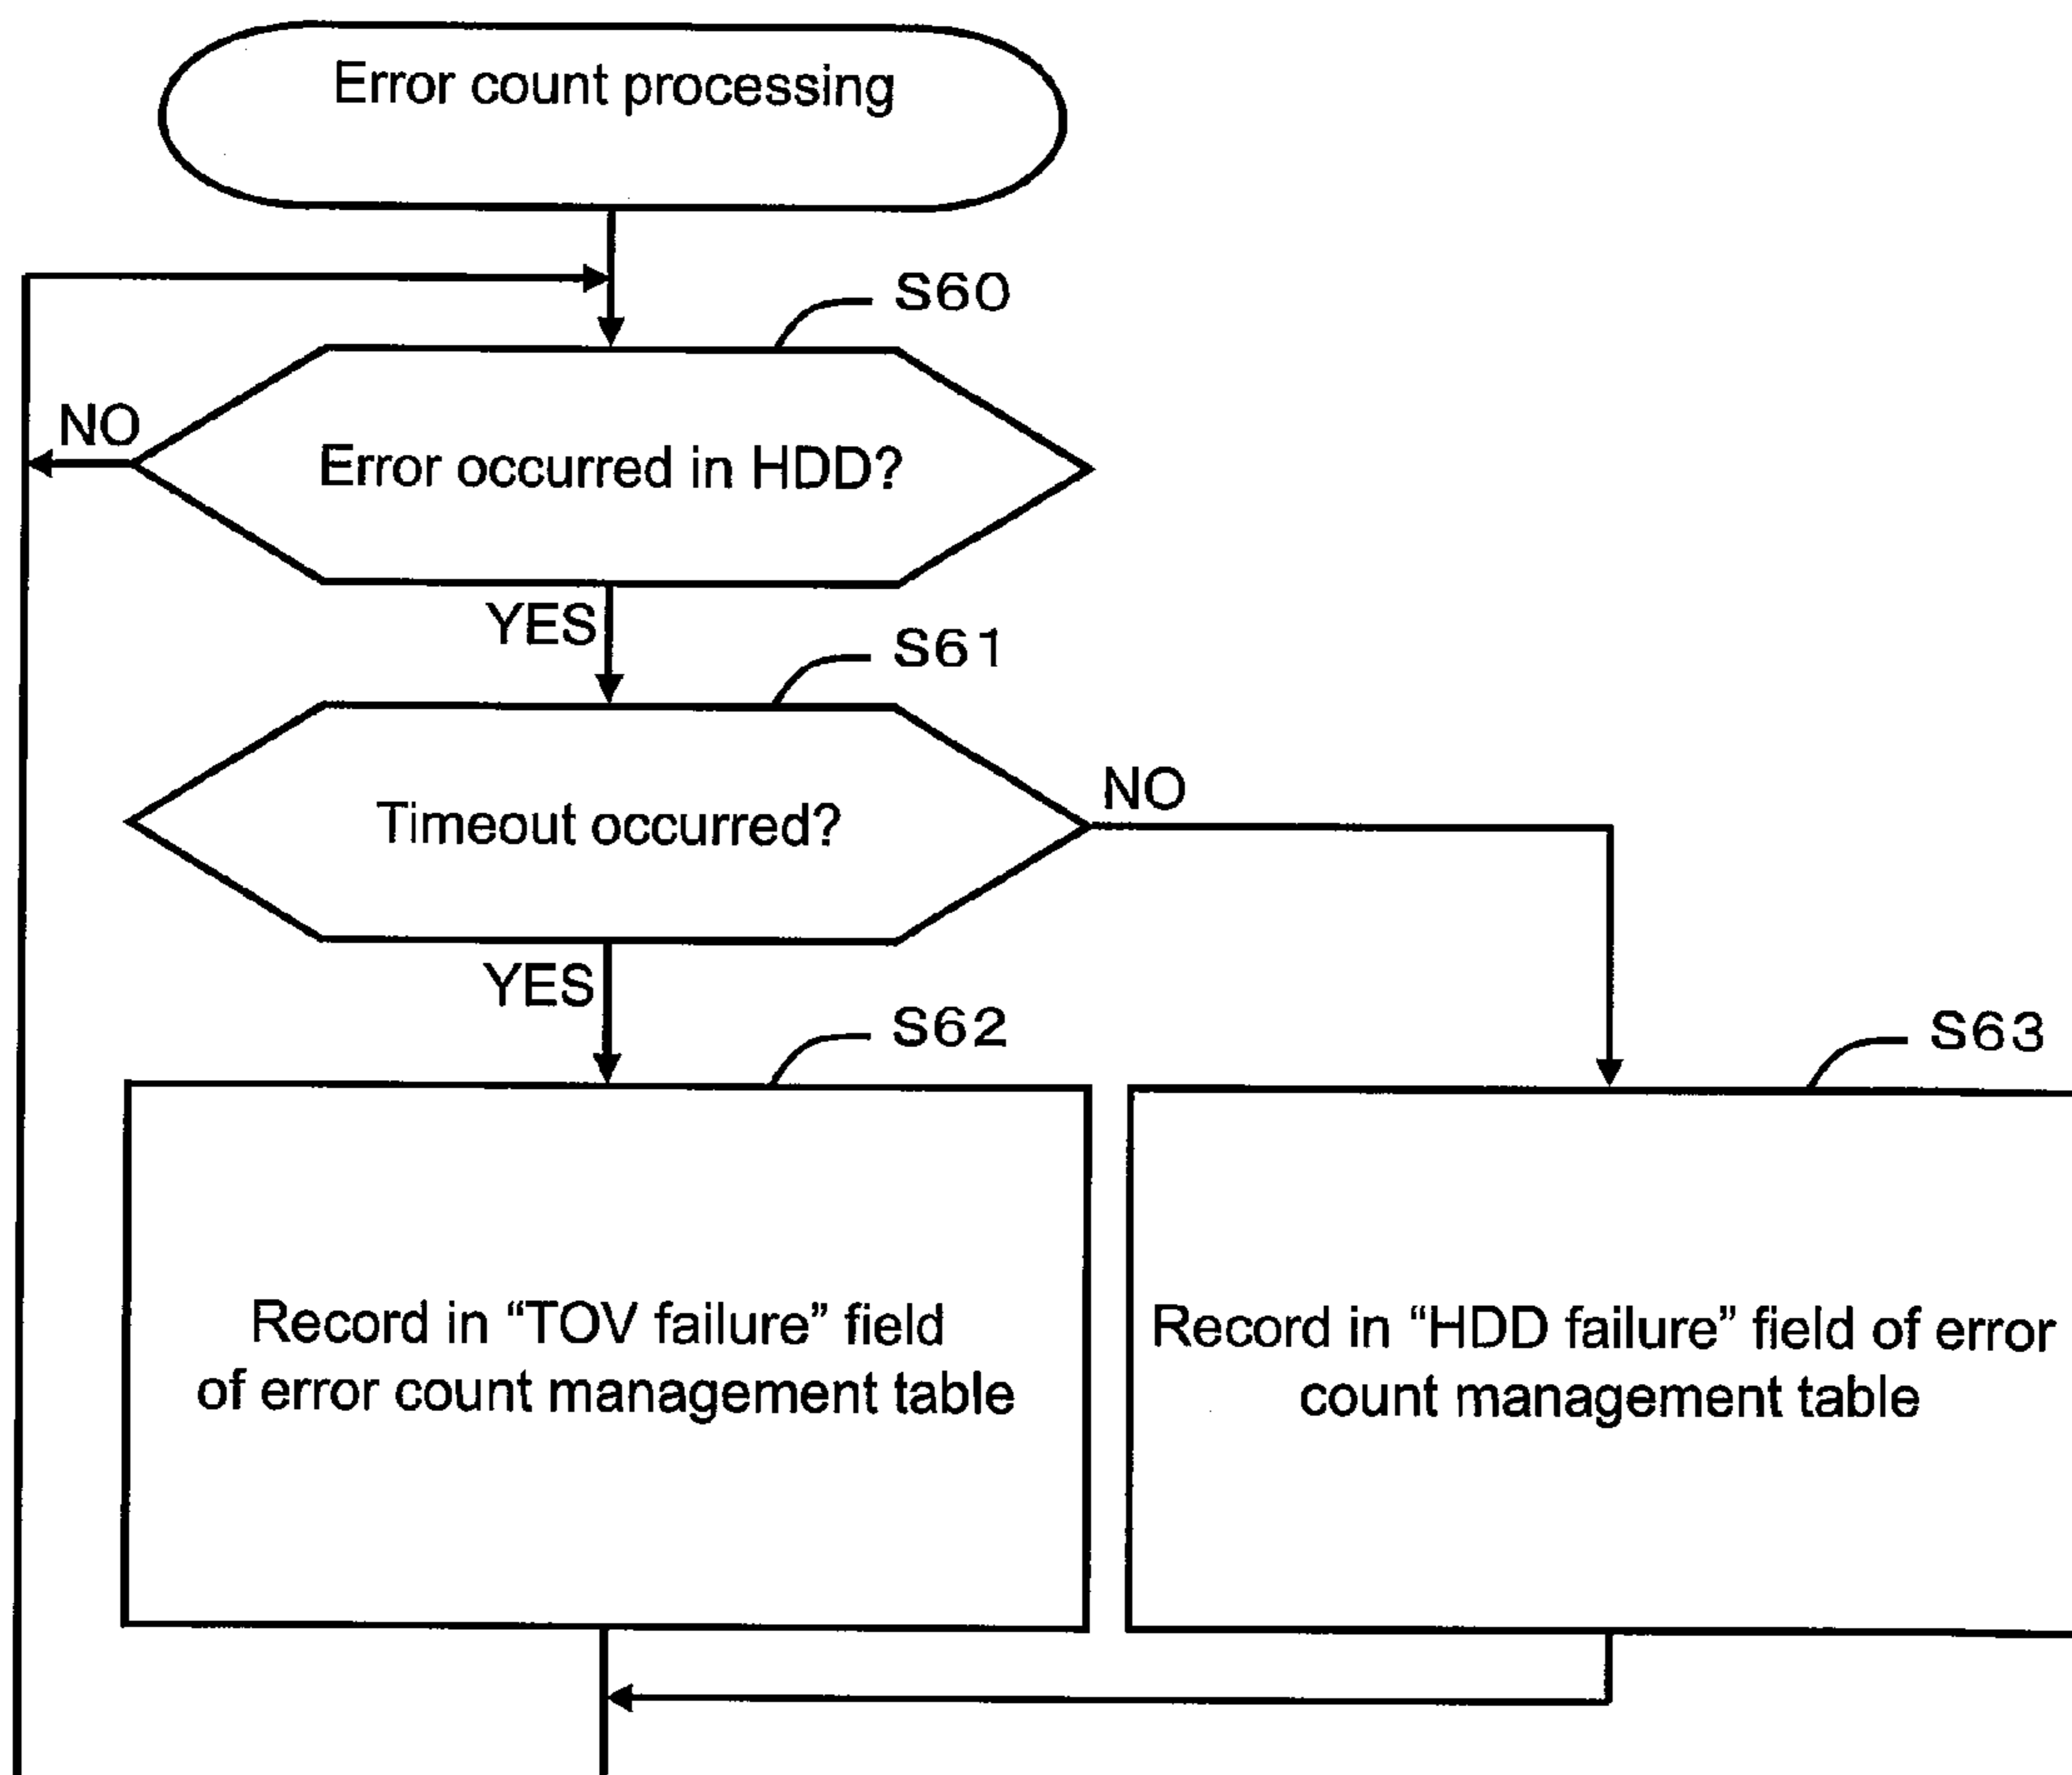 Error count processing
S60
NO
Error occurred in HDD?
YES
S61
NO
Timeout occurred?
YES
S62
S63
Record in “TOV failure” field
of error count management table
Record in “HDD failure” field of error
count management table